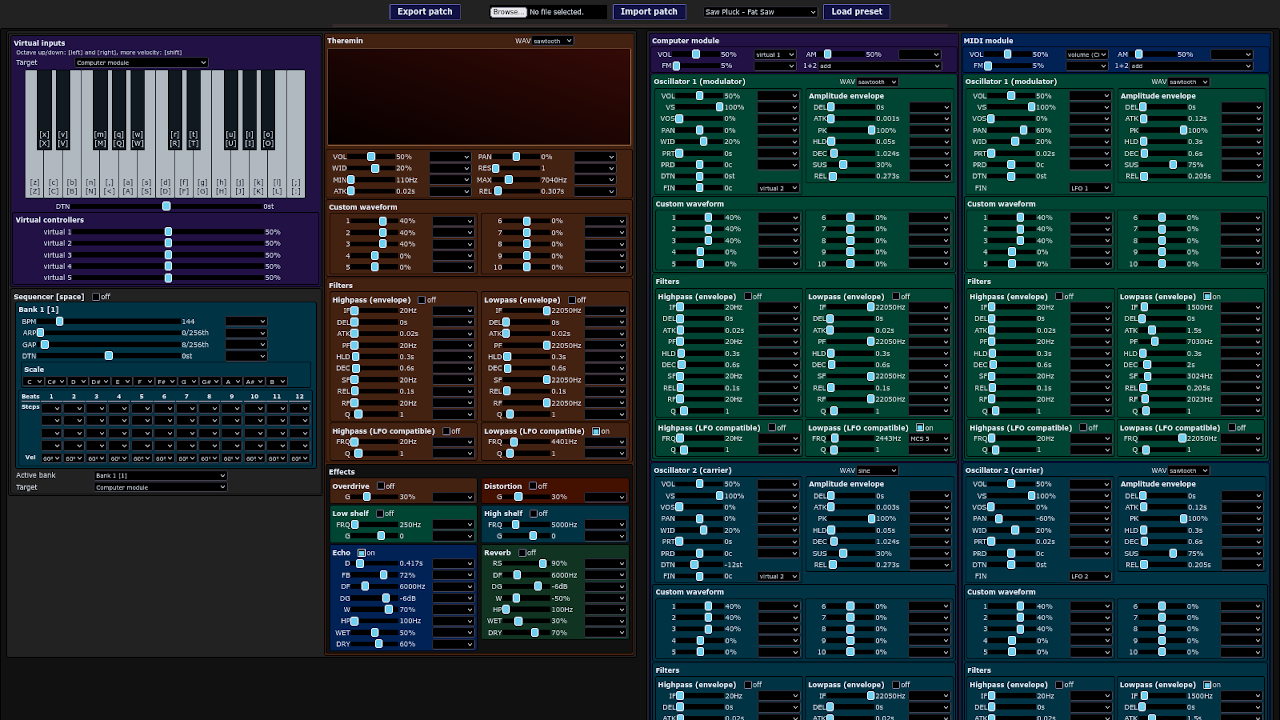 Export patch
Browse... No file selected.
Import patch
Saw Pluck - Fat Saw
Load preset
Virtual inputs
Octave up/down: [left] and [right], more velocity: [shift]
Target Computer module
DTN 0st
Virtual controllers
virtual 1 50%
virtual 2 50%
virtual 3 50%
virtual 4 50%
virtual 5 50%
Sequencer [space] off
Bank 1 [1]
BPM 144
ARP 0/256th
GAP 8/256th
DTN 0st
Scale
C C# D D# E F F# G G# A A# B
Beats 1 2 3 4 5 6 7 8 9 10 11 12
Steps
Vel
Active bank Bank 1 [1]
Target Computer module
Theremin WAV sawtooth
VOL 50% PAN 0%
WID 20% RES 1
MIN 110Hz MAX 7040Hz
ATK 0.02s REL 0.307s
Custom waveform
1 40% 6 0%
2 40% 7 0%
3 40% 8 0%
4 0% 9 0%
5 0% 10 0%
Filters
Highpass (envelope) off Lowpass (envelope) off
IF 20Hz IF 22050Hz
DEL 0s DEL 0s
ATK 0.02s ATK 0.02s
PF 20Hz PF 22050Hz
HLD 0.3s HLD 0.3s
DEC 0.6s DEC 0.6s
SF 20Hz SF 22050Hz
REL 0.1s REL 0.1s
RF 20Hz RF 22050Hz
Q 1 Q 1
Highpass (LFO compatible) off Lowpass (LFO compatible) on
FRQ 20Hz FRQ 4401Hz
Q 1 Q 1
Effects
Overdrive off Distortion off
G 30% G 30%
Low shelf off High shelf off
FRQ 250Hz FRQ 5000Hz
G 0 G 0
Echo on Reverb off
D 0.417s RS 90%
FB 72% DF 6000Hz
DF 6000Hz DG -6dB
DG -6dB W -50%
W 70% HP 100Hz
HP 100Hz WET 30%
WET 50% DRY 70%
DRY 60%
Computer module
VOL 50% virtual 1 AM 50%
FM 5% 1+2 add
Oscillator 1 (modulator) WAV sawtooth
VOL 50% Amplitude envelope
VS 100% DEL 0s
VOS 0% ATK 0.001s
PAN 0% PK 100%
WID 20% HLD 0.05s
PRT 0s DEC 1.024s
PRD 0c SUS 30%
DTN 0st REL 0.273s
FIN 0c virtual 2
Custom waveform
1 40% 6 0%
2 40% 7 0%
3 40% 8 0%
4 0% 9 0%
5 0% 10 0%
Filters
Highpass (envelope) off Lowpass (envelope) off
IF 20Hz IF 22050Hz
DEL 0s DEL 0s
ATK 0.02s ATK 0.02s
PF 20Hz PF 22050Hz
HLD 0.3s HLD 0.3s
DEC 0.6s DEC 0.6s
SF 20Hz SF 22050Hz
REL 0.1s REL 0.1s
RF 20Hz RF 22050Hz
Q 1 Q 1
Highpass (LFO compatible) off Lowpass (LFO compatible) on
FRQ 20Hz FRQ 2443Hz
Q 1 Q 1
Oscillator 2 (carrier) WAV sine
VOL 50% Amplitude envelope
VS 100% DEL 0s
VOS 0% ATK 0.003s
PAN 0% PK 100%
WID 20% HLD 0.05s
PRT 0s DEC 1.024s
PRD 0c SUS 30%
DTN -12st REL 0.273s
FIN 0c virtual 2
Custom waveform
1 40% 6 0%
2 40% 7 0%
3 40% 8 0%
4 0% 9 0%
5 0% 10 0%
Filters
Highpass (envelope) off Lowpass (envelope) off
IF 20Hz IF 22050Hz
DEL 0s DEL 0s
ATK 0.02s ATK 0.02s
MIDI module
VOL 50% volume (C AM 50%
FM 5% 1+2 add
Oscillator 1 (modulator) WAV sawtooth
VOL 50% Amplitude envelope
VS 100% DEL 0s
VOS 0% ATK 0.12s
PAN 60% PK 100%
WID 20% HLD 0.3s
PRT 0.02s DEC 0.6s
PRD 0c SUS 75%
DTN 0st REL 0.205s
FIN LFO 1
Custom waveform
1 40% 6 0%
2 40% 7 0%
3 40% 8 0%
4 0% 9 0%
5 0% 10 0%
Filters
Highpass (envelope) off Lowpass (envelope) on
IF 20Hz IF 1500Hz
DEL 0s DEL 0s
ATK 0.02s ATK 1.5s
PF 20Hz PF 7030Hz
HLD 0.3s HLD 0.3s
DEC 0.6s DEC 2s
SF 20Hz SF 3024Hz
REL 0.1s REL 0.205s
RF 20Hz RF 2023Hz
Q 1 Q 1
Highpass (LFO compatible) off Lowpass (LFO compatible) off
FRQ 20Hz FRQ 22050Hz
Q 1 Q 1
Oscillator 2 (carrier) WAV sawtooth
VOL 50% Amplitude envelope
VS 100% DEL 0s
VOS 0% ATK 0.12s
PAN -60% PK 100%
WID 20% HLD 0.3s
PRT 0.02s DEC 0.6s
PRD 0c SUS 75%
DTN 0st REL 0.205s
FIN LFO 2
Custom waveform
1 40% 6 0%
2 40% 7 0%
3 40% 8 0%
4 0% 9 0%
5 0% 10 0%
Filters
Highpass (envelope) off Lowpass (envelope) on
IF 20Hz IF 1500Hz
DEL 0s DEL 0s
ATK 0.02s ATK 1.5s